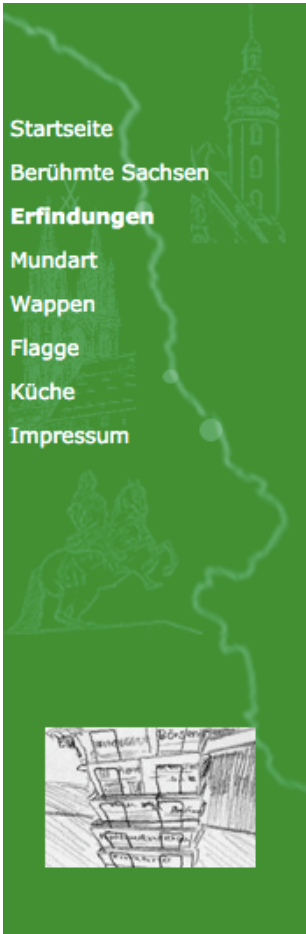 Startseite
Berühmte Sachsen
Erfindungen
Mundart
Wappen
Flagge
Küche
Impressum